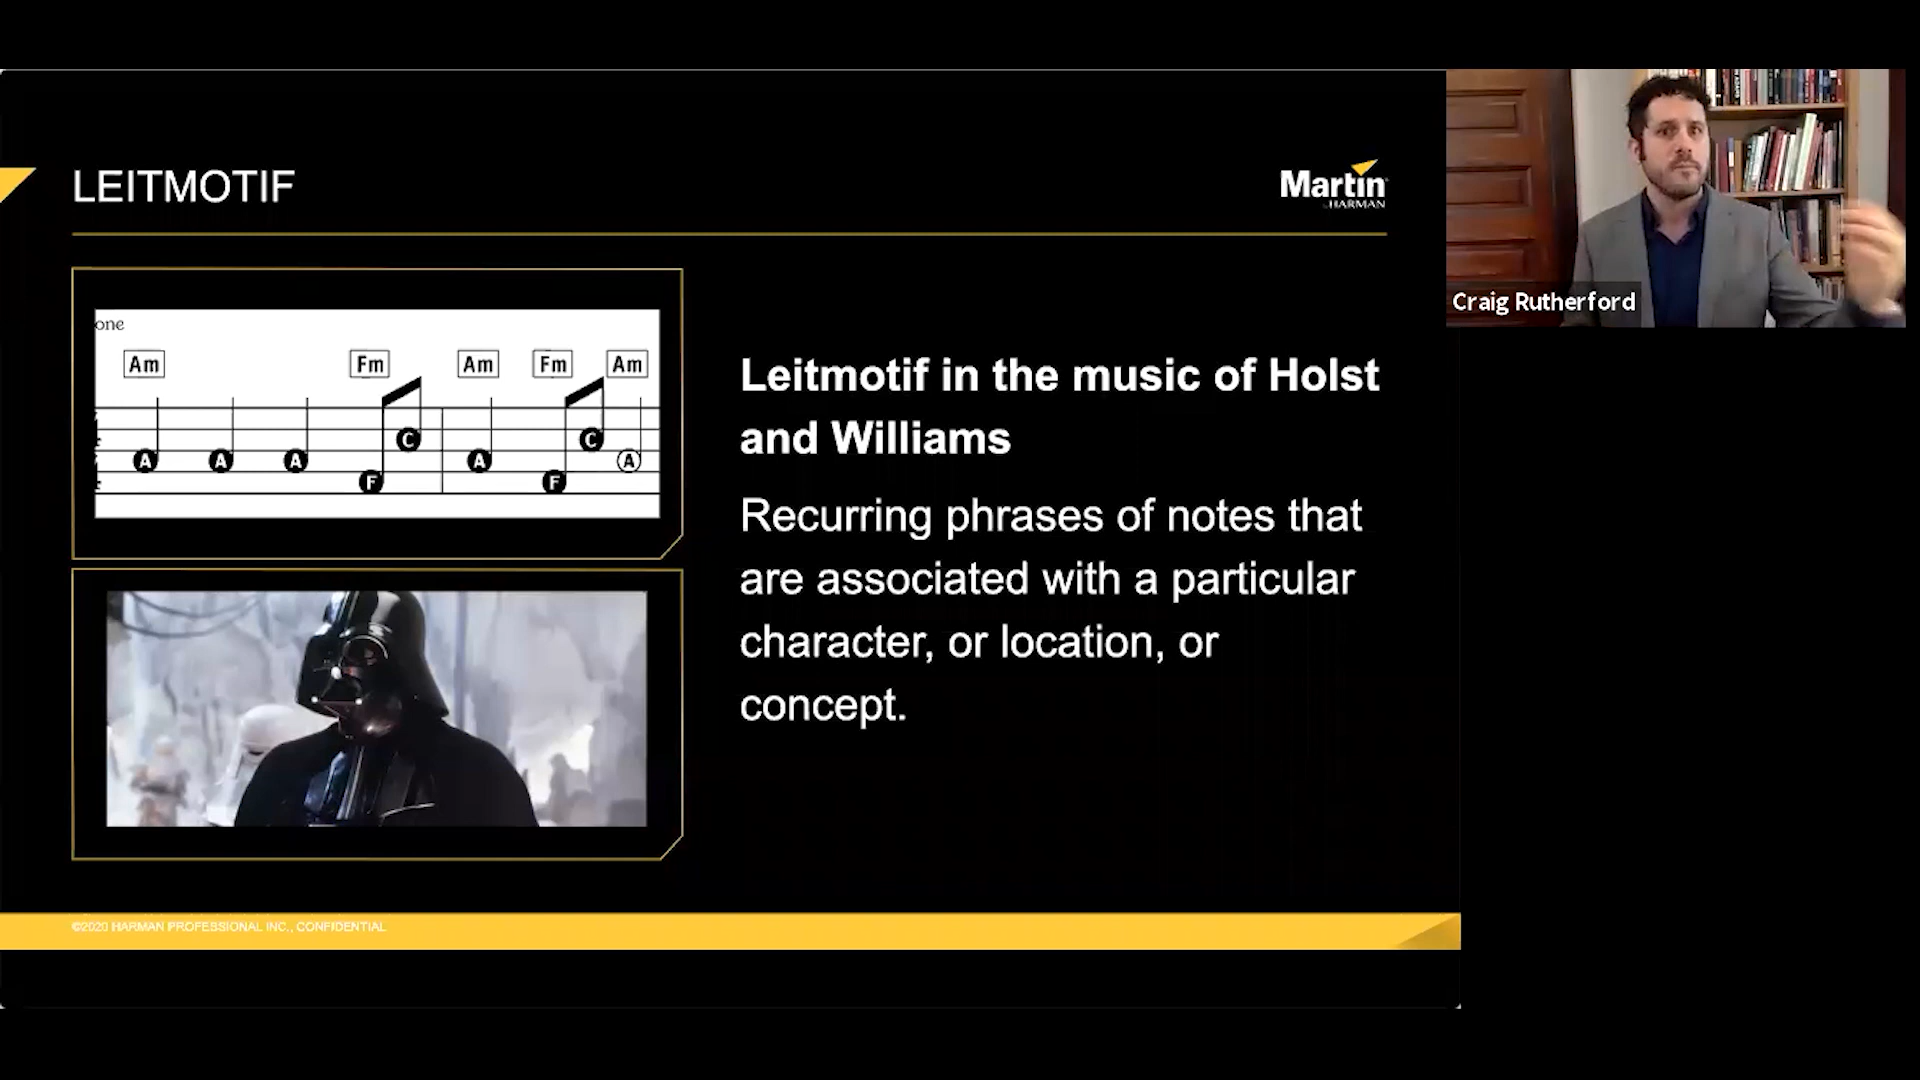 LEITMOTIF
Martin
by HARMAN
one
Am Fm Am Fm Am
A A A F C A F C A
Leitmotif in the music of Holst
and Williams
Recurring phrases of notes that
are associated with a particular
character, or location, or
concept.
©2020 HARMAN PROFESSIONAL INC., CONFIDENTIAL
Craig Rutherford